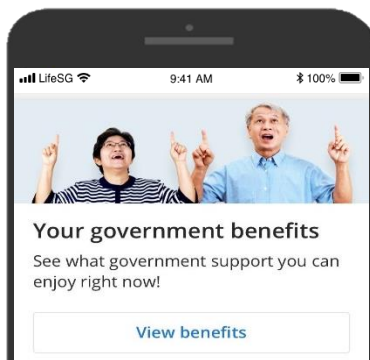 LifeSG 9:41 AM 100%
Your government benefits
See what government support you can
enjoy right now!
View benefits